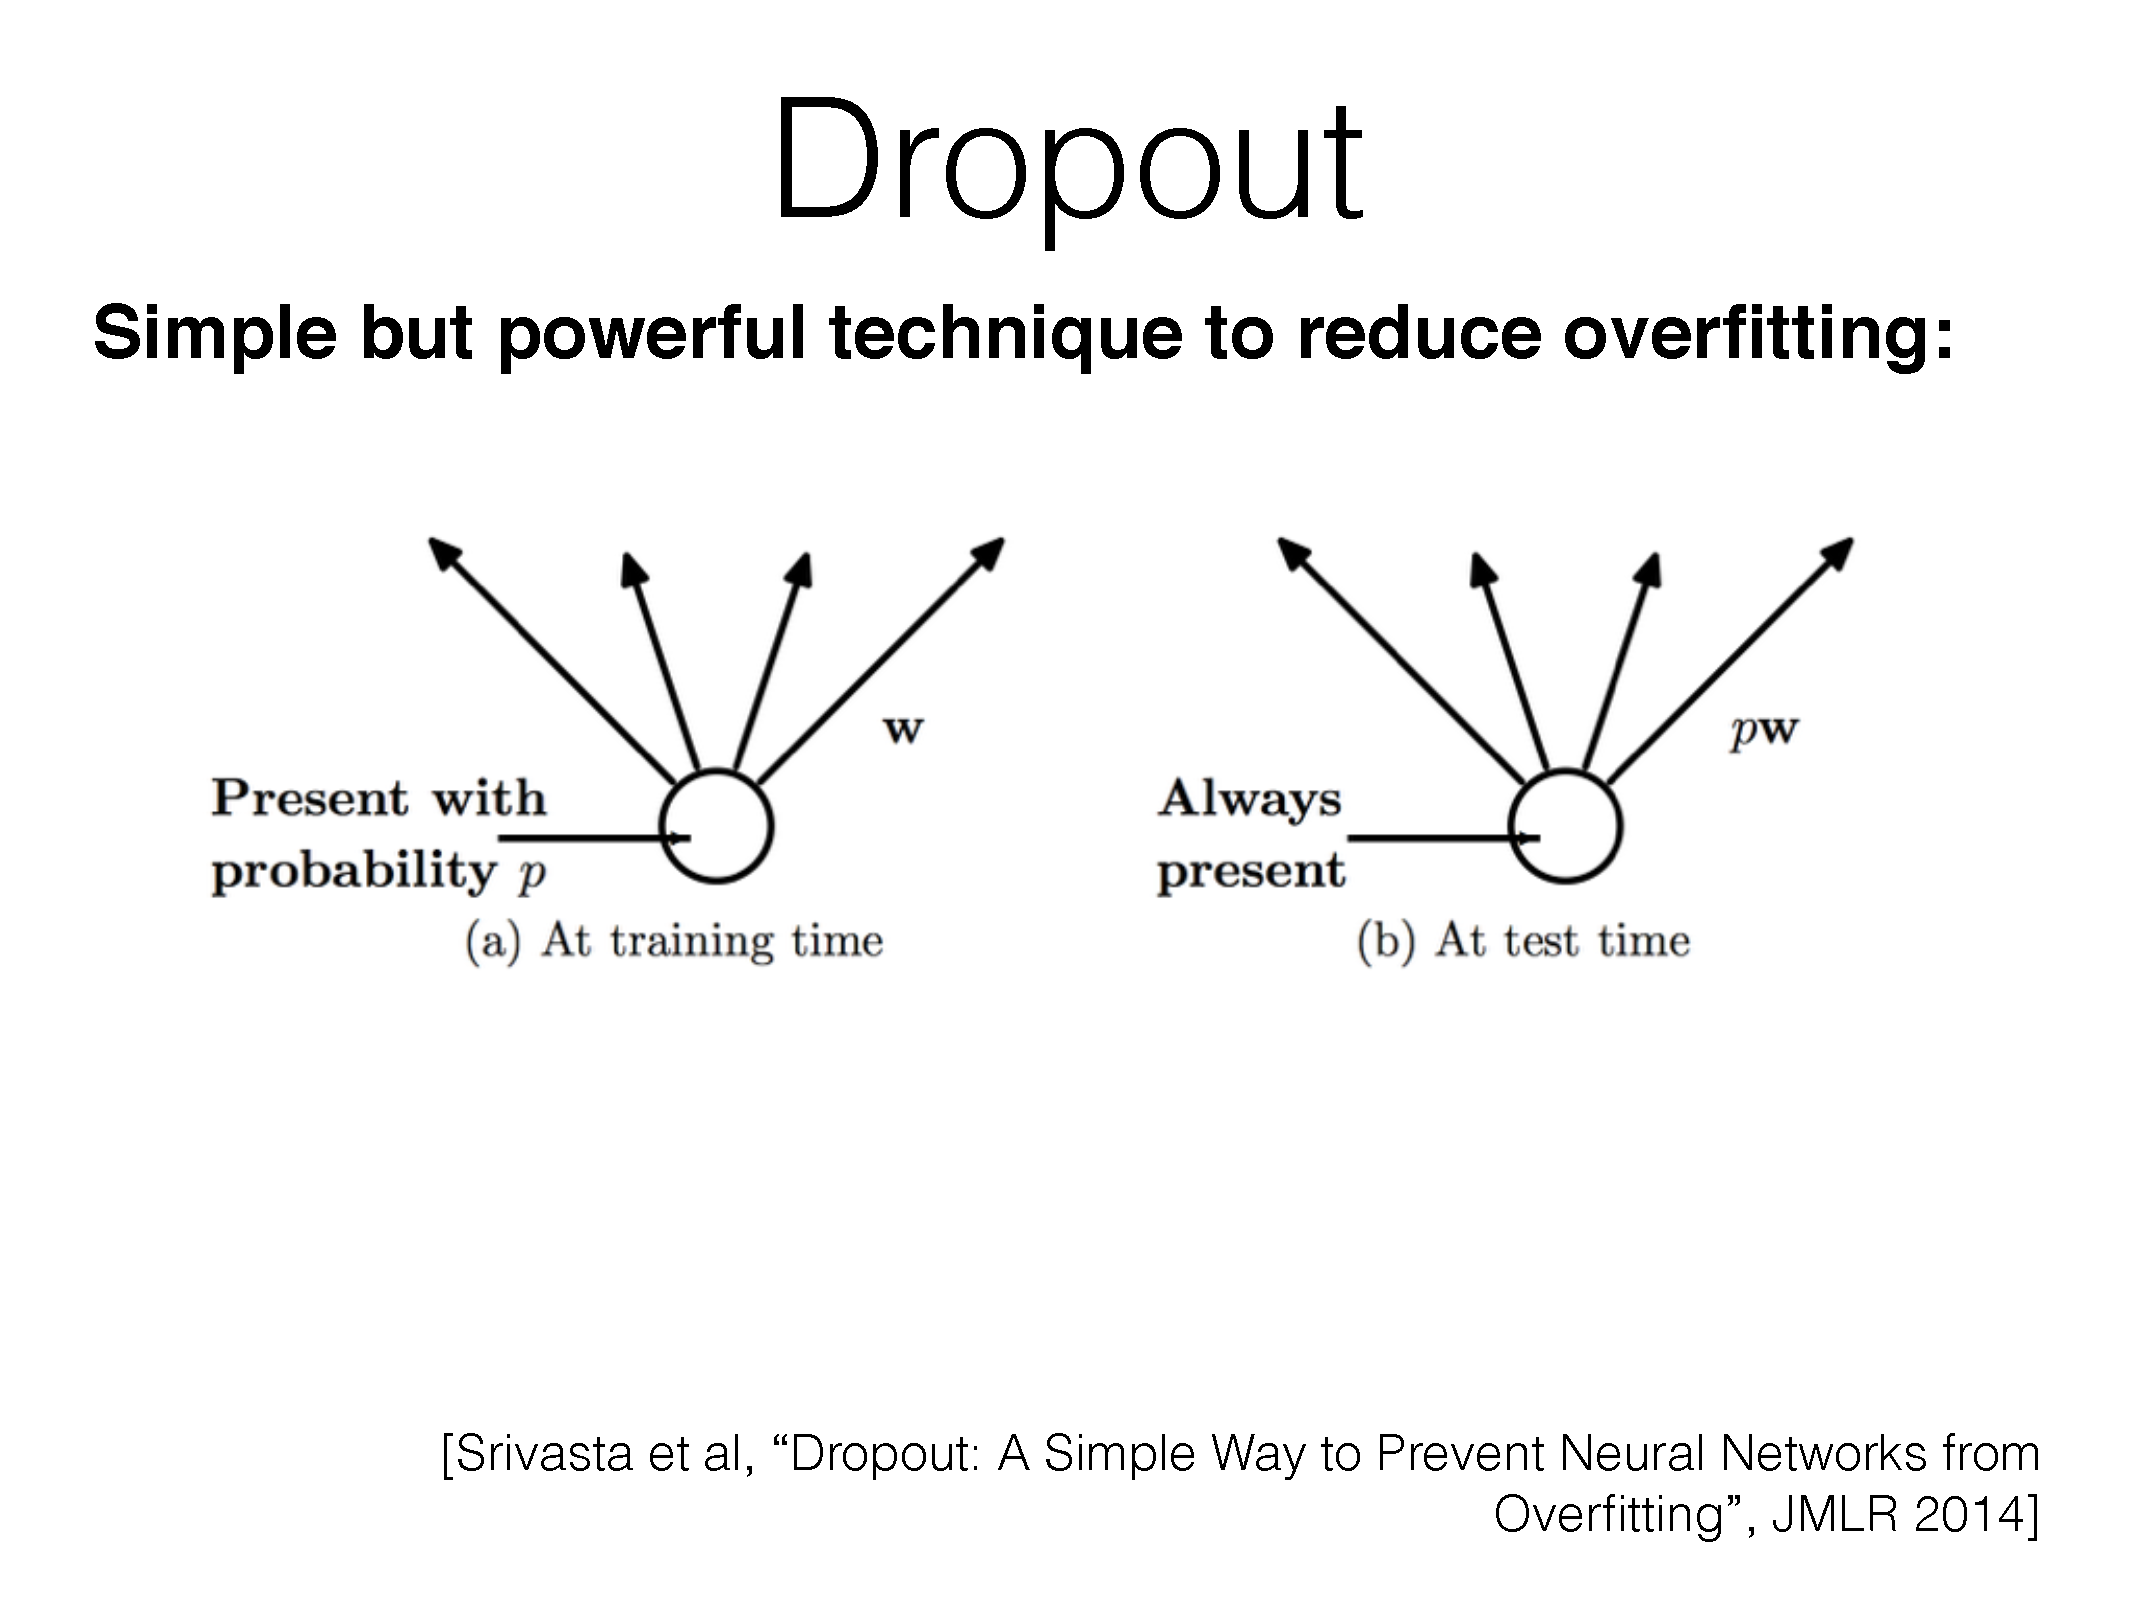 Dropout
Simple but powerful technique to reduce overfitting:
w
Present with
probability p
(a) At training time
pw
Always
present
(b) At test time
[Srivasta et al, “Dropout: A Simple Way to Prevent Neural Networks from
Overfitting”, JMLR 2014]